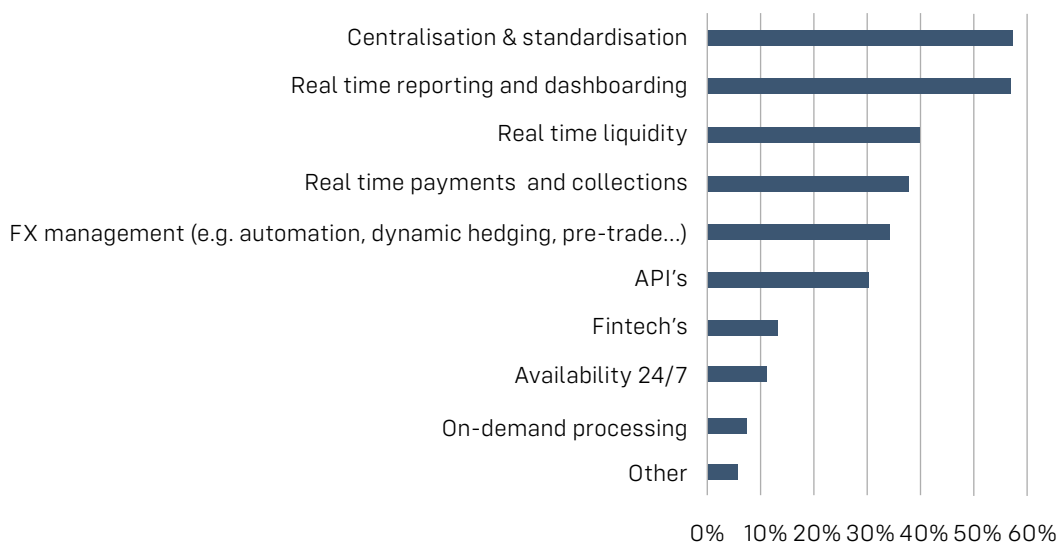 Centralisation & standardisation
Real time reporting and dashboarding
Real time liquidity
Real time payments  and collections
FX management (e.g. automation, dynamic hedging, pre-trade...)
API's
Fintech's
Availability 24/7
On-demand processing
Other
0% 10% 20% 30% 40% 50% 60%